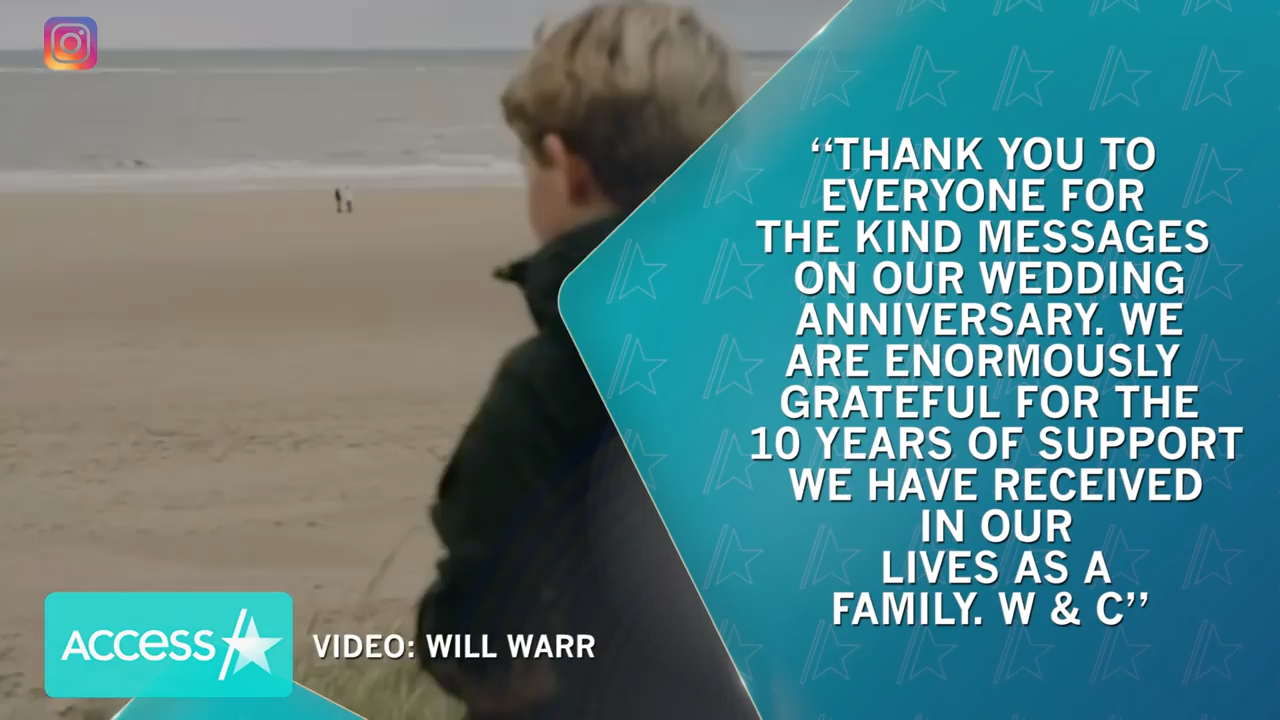 “THANK YOU TO
EVERYONE FOR
THE KIND MESSAGES
ON OUR WEDDING
ANNIVERSARY. WE
ARE ENORMOUSLY
GRATEFUL FOR THE
10 YEARS OF SUPPORT
WE HAVE RECEIVED
IN OUR
LIVES AS A
FAMILY. W & C”
ACCESS
VIDEO: WILL WARR